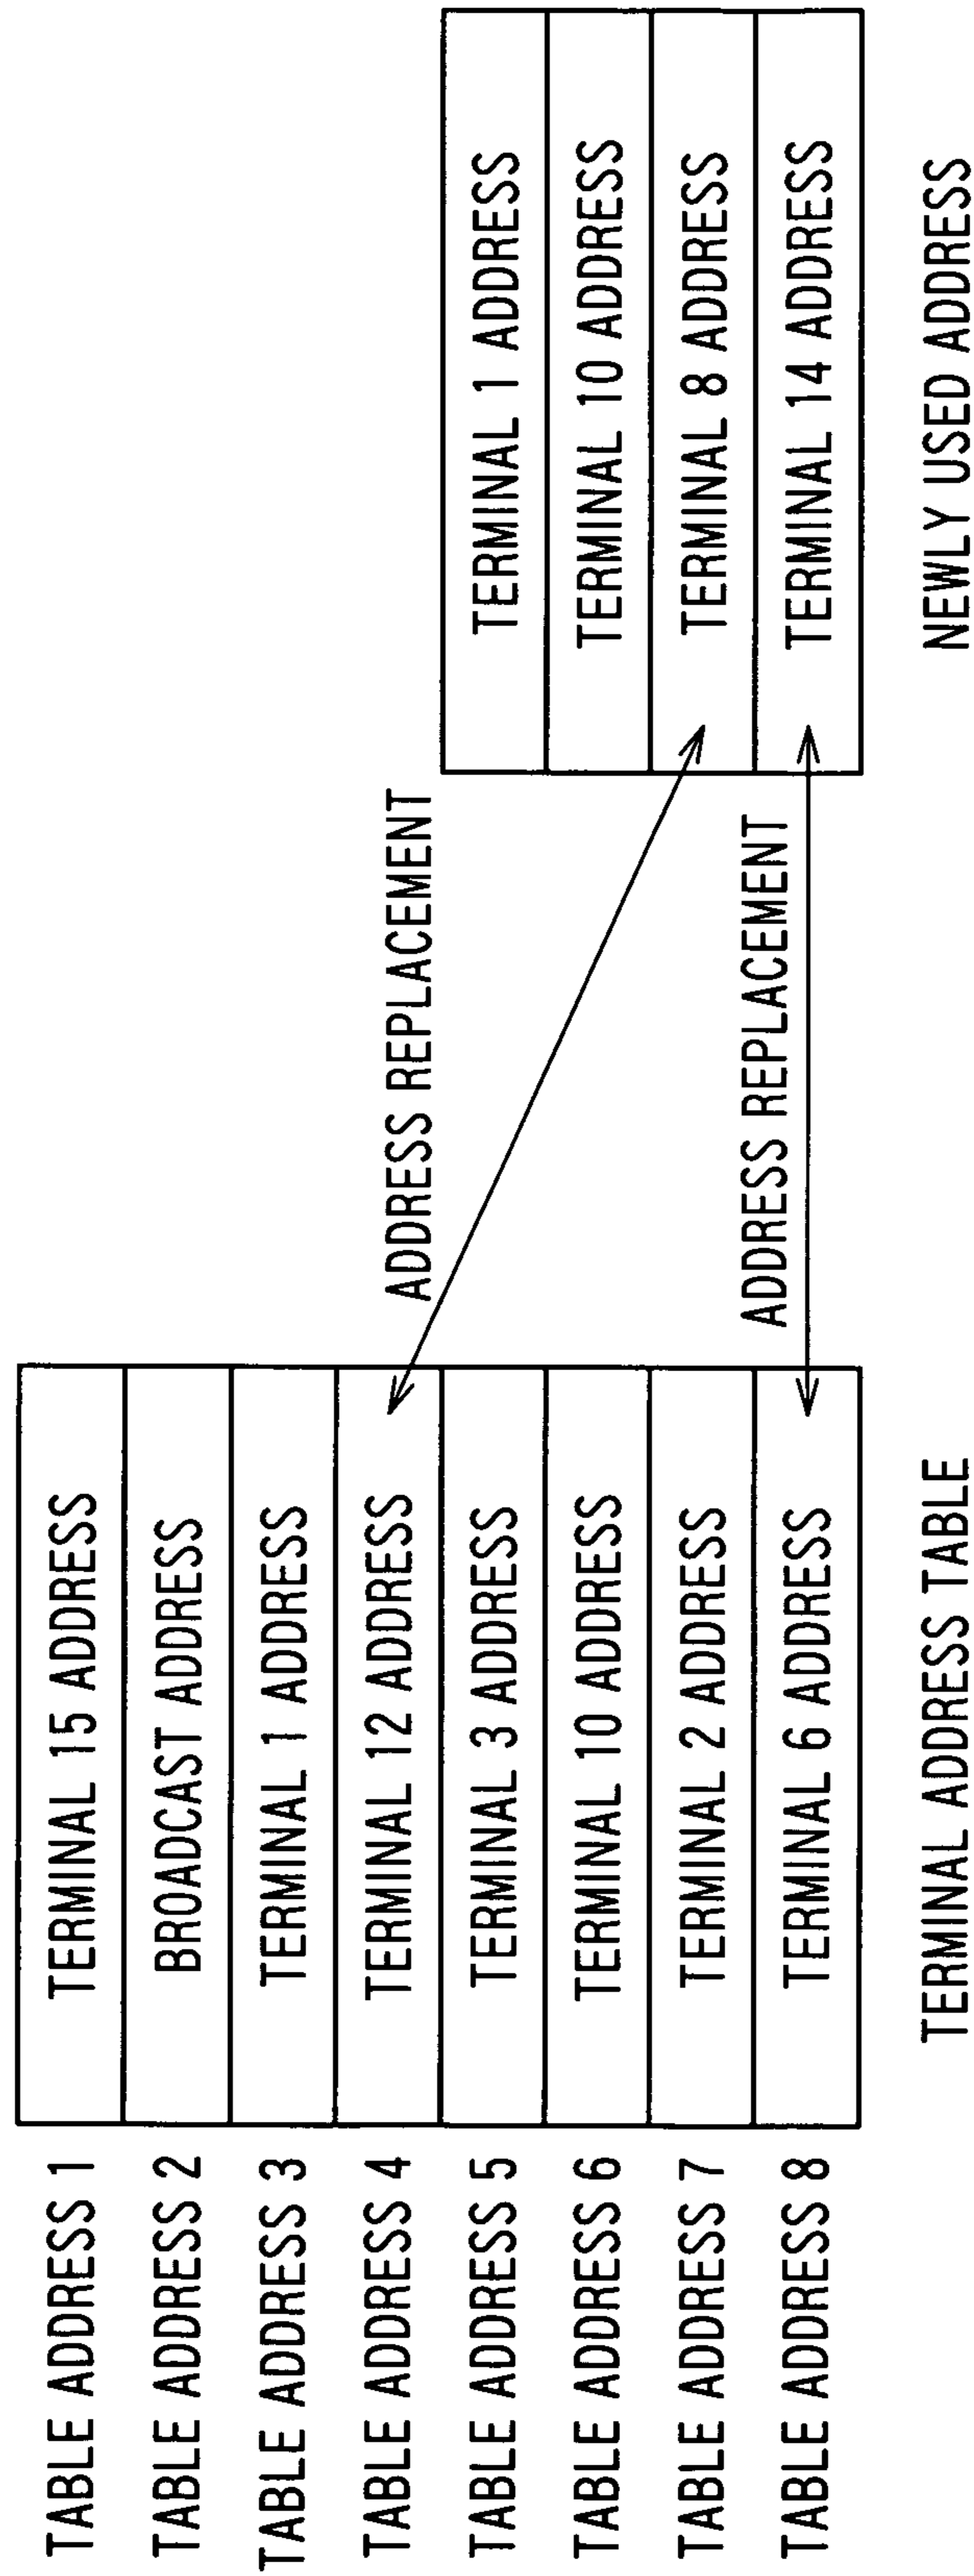 TABLE ADDRESS 1 TERMINAL 15 ADDRESS
TABLE ADDRESS 2 BROADCAST ADDRESS
TABLE ADDRESS 3 TERMINAL 1 ADDRESS
TABLE ADDRESS 4 TERMINAL 12 ADDRESS
TABLE ADDRESS 5 TERMINAL 3 ADDRESS
TABLE ADDRESS 6 TERMINAL 10 ADDRESS
TABLE ADDRESS 7 TERMINAL 2 ADDRESS
TABLE ADDRESS 8 TERMINAL 6 ADDRESS
TERMINAL ADDRESS TABLE
ADDRESS REPLACEMENT
ADDRESS REPLACEMENT
TERMINAL 1 ADDRESS
TERMINAL 10 ADDRESS
TERMINAL 8 ADDRESS
TERMINAL 14 ADDRESS
NEWLY USED ADDRESS